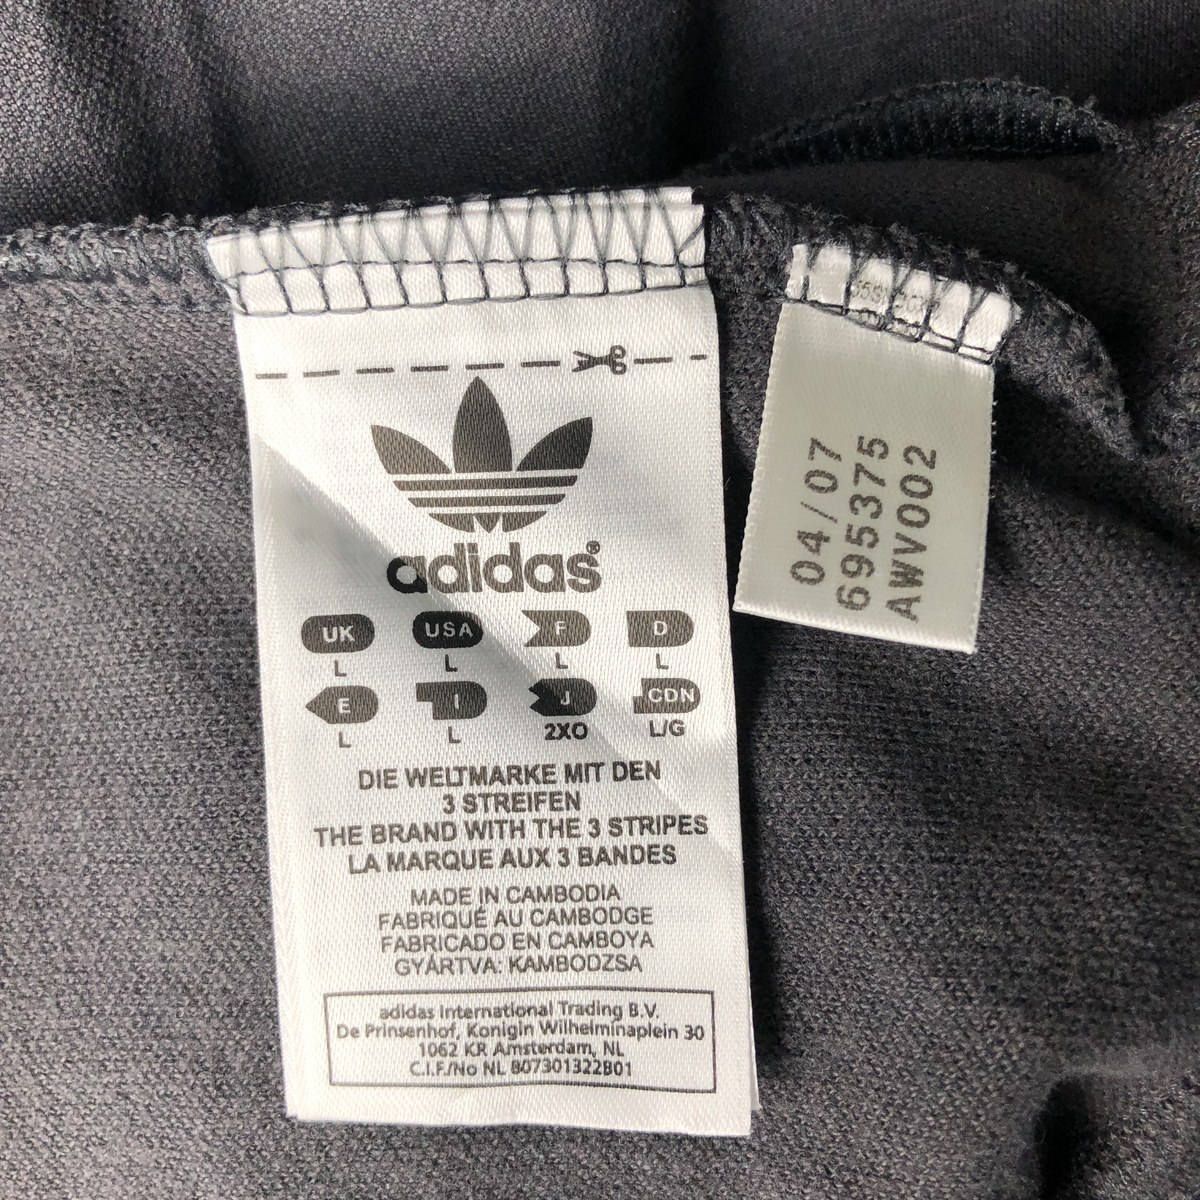 adidas®
UK USA F D
L L L L
E I J CDN
L L 2XO L/G
DIE WELTMARKE MIT DEN
3 STREIFEN
THE BRAND WITH THE 3 STRIPES
LA MARQUE AUX 3 BANDES
MADE IN CAMBODIA
FABRIQUÉ AU CAMBODGE
FABRICADO EN CAMBOYA
GYÁRTVA: KAMBODZSA
adidas International Trading B.V.
De Prinsenhof, Konigin Wilhelminaplein 30
1062 KR Amsterdam, NL
C.I.F./No NL 807301322B01
04/07
695375
AWV002